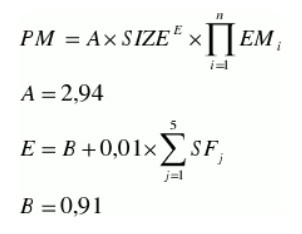 PM = A × SIZE^E × ∏_{i=1}^{n} EM_i
A = 2,94
E = B + 0,01 × ∑_{j=1}^{5} SF_j
B = 0,91